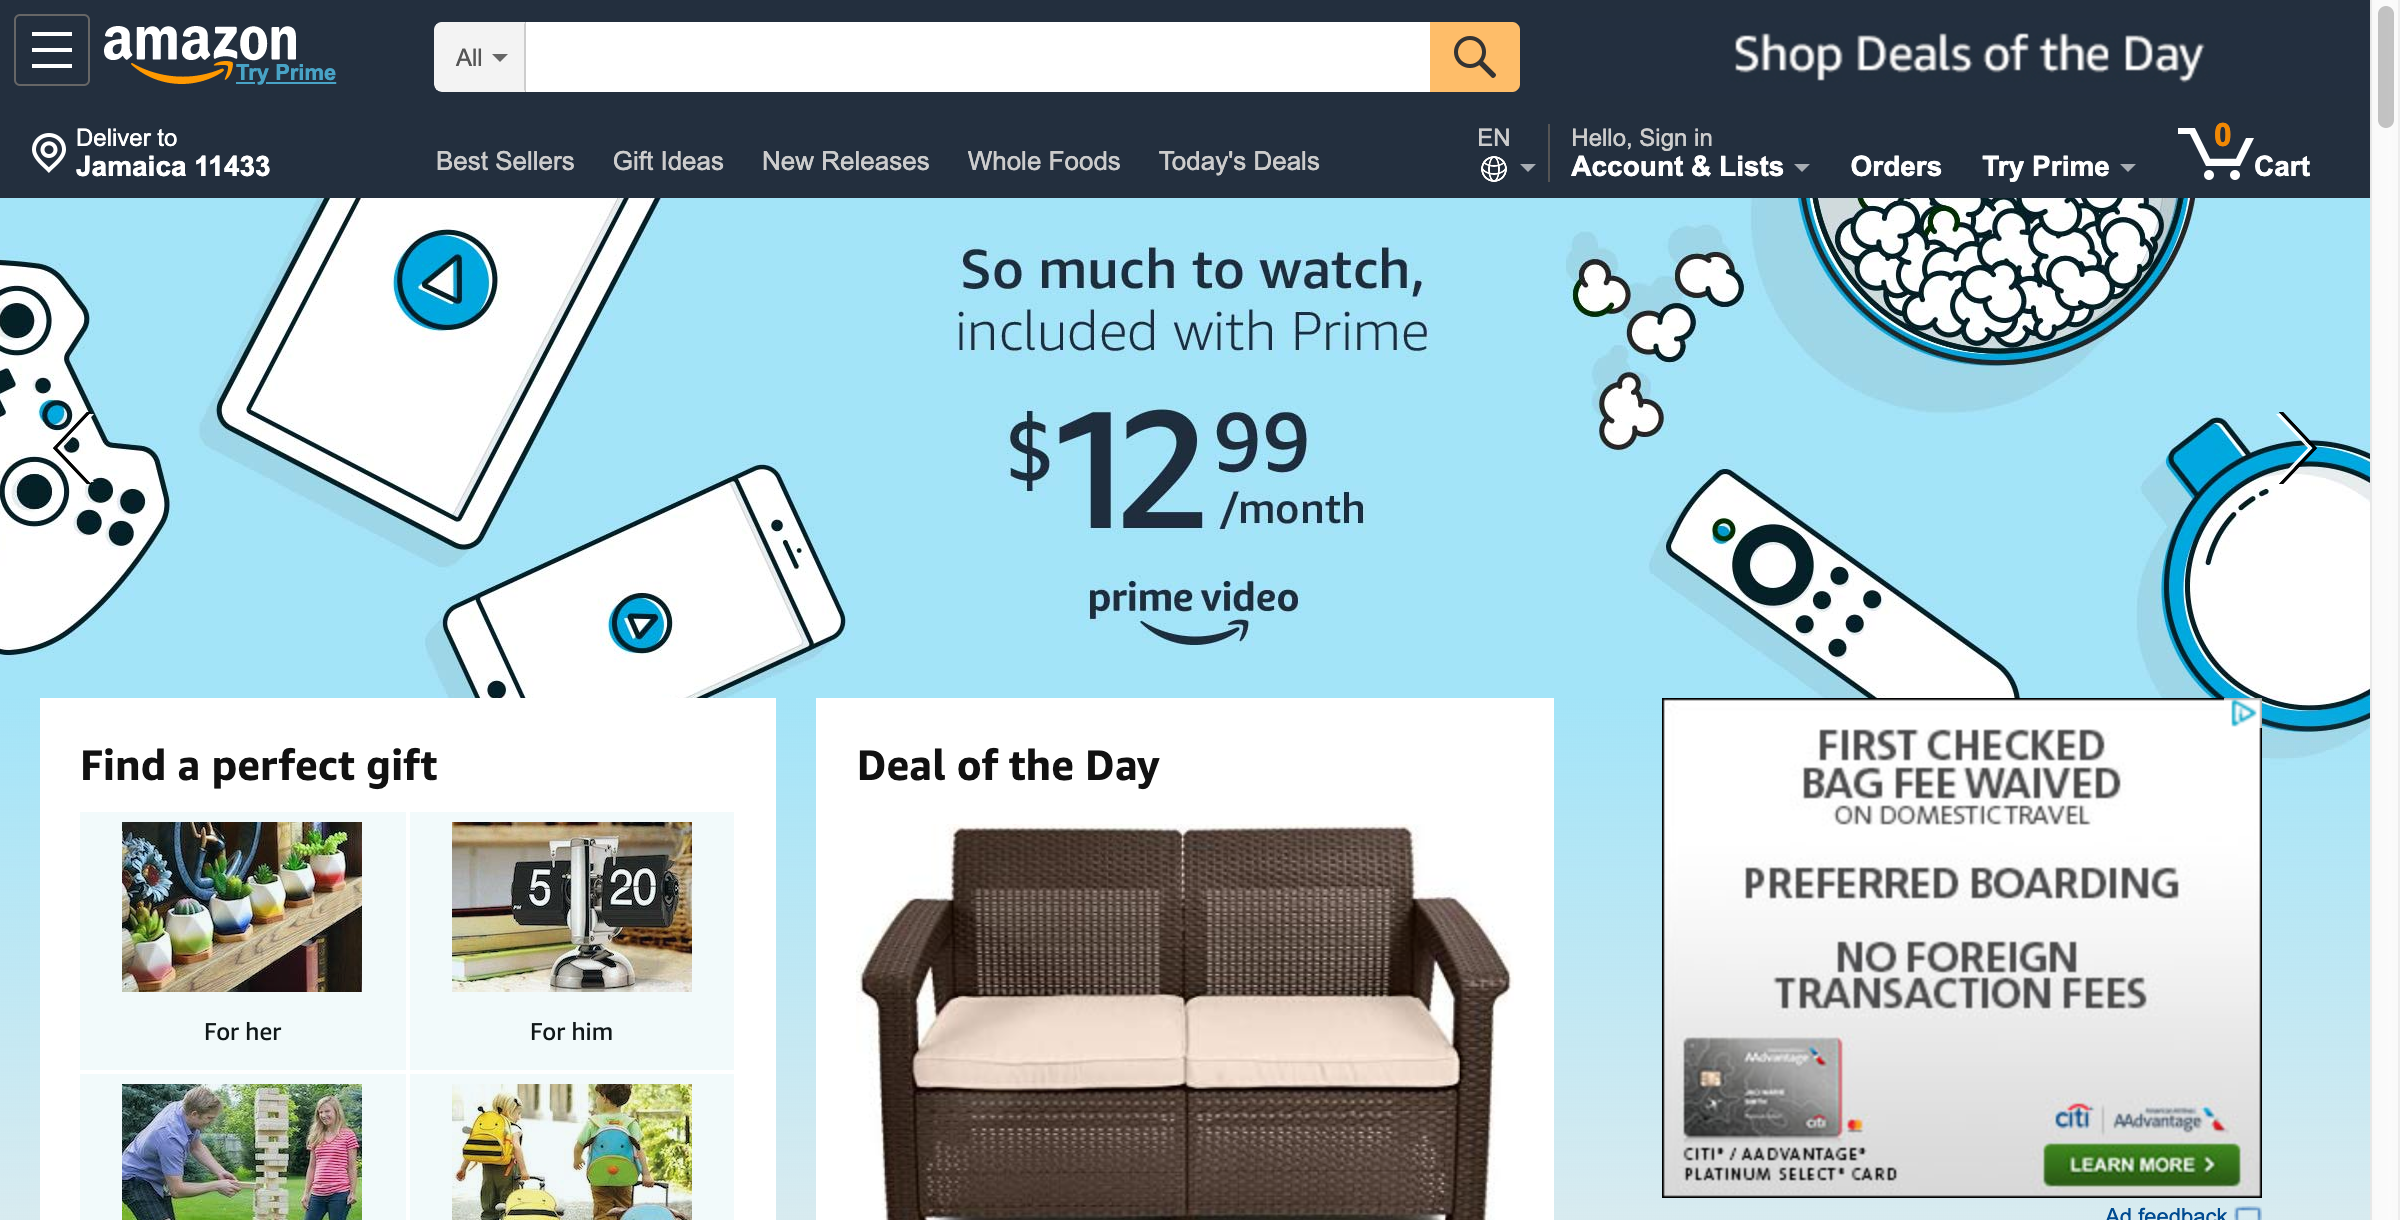 amazon
Try Prime
All
Shop Deals of the Day
Deliver to
Jamaica 11433
Best Sellers
Gift Ideas
New Releases
Whole Foods
Today's Deals
EN
Hello, Sign in
Account & Lists
Orders
Try Prime
0
Cart
So much to watch,
included with Prime
$12 99
/month
prime video
Find a perfect gift
5 20
For her
For him
Deal of the Day
FIRST CHECKED
BAG FEE WAIVED
ON DOMESTIC TRAVEL
PREFERRED BOARDING
NO FOREIGN
TRANSACTION FEES
AAdvantage
citi
citi
AAdvantage
CITI® / AADVANTAGE®
PLATINUM SELECT® CARD
LEARN MORE >
Ad feedback